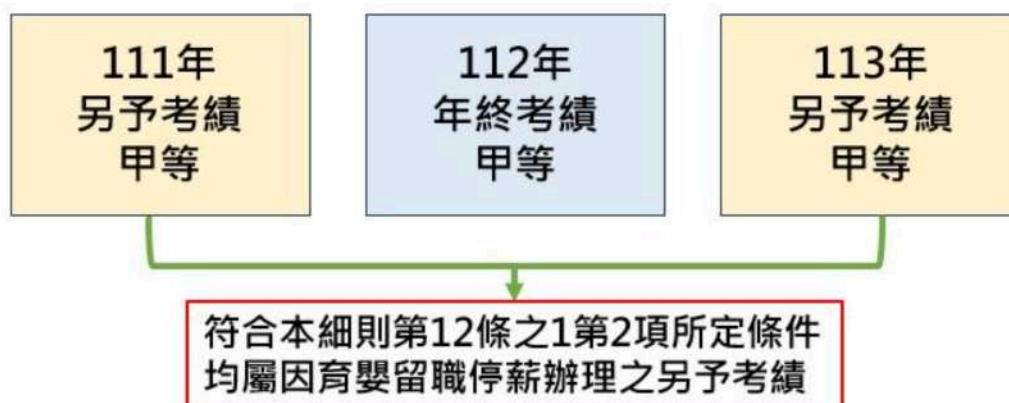 111年
另予考績
甲等
112年
年終考績
甲等
113年
另予考績
甲等
符合本細則第12條之1第2項所定條件
均屬因育嬰留職停薪辦理之另予考績